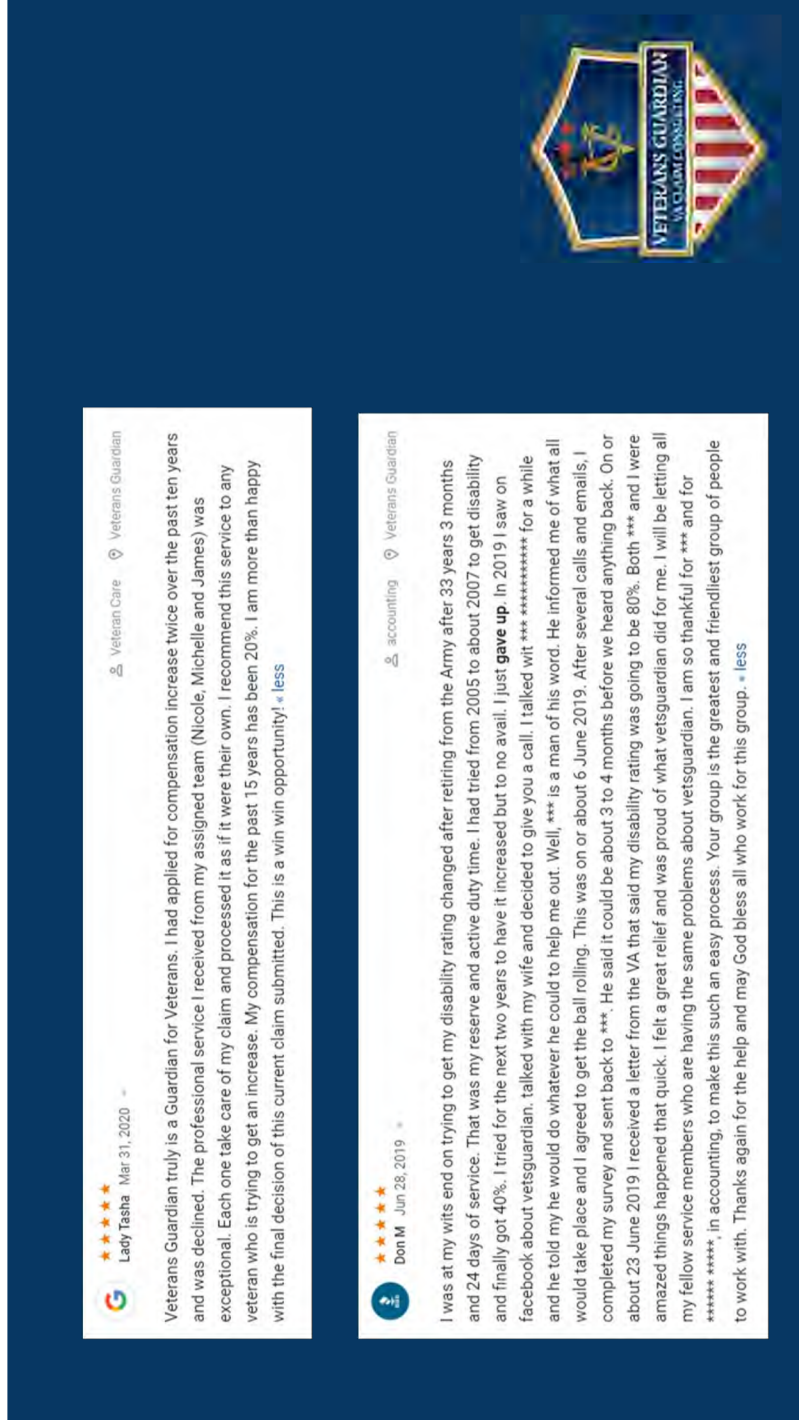 Lady Tasha Mar 31, 2020
Veteran Care Veterans Guardian
Veterans Guardian truly is a Guardian for Veterans. I had applied for compensation increase twice over the past ten years
and was declined. The professional service I received from my assigned team (Nicole, Michelle and James) was
exceptional. Each one take care of my claim and processed it as if it were their own. I recommend this service to any
veteran who is trying to get an increase. My compensation for the past 15 years has been 20%. I am more than happy
with the final decision of this current claim submitted. This is a win win opportunity! « less
Don M Jun 28, 2019
accounting Veterans Guardian
I was at my wits end on trying to get my disability rating changed after retiring from the Army after 33 years 3 months
and 24 days of service. That was my reserve and active duty time. I had tried from 2005 to about 2007 to get disability
and finally got 40%. I tried for the next two years to have it increased but to no avail. I just gave up. In 2019 I saw on
facebook about vetsguardian. talked with my wife and decided to give you a call. I talked wit *** ************ for a while
and he told my he would do whatever he could to help me out. Well, *** is a man of his word. He informed me of what all
would take place and I agreed to get the ball rolling. This was on or about 6 June 2019. After several calls and emails, I
completed my survey and sent back to ***. He said it could be about 3 to 4 months before we heard anything back. On or
about 23 June 2019 I received a letter from the VA that said my disability rating was going to be 80%. Both *** and I were
amazed things happened that quick. I felt a great relief and was proud of what vetsguardian did for me. I will be letting all
my fellow service members who are having the same problems about vetsguardian. I am so thankful for *** and for
****** *****, in accounting, to make this such an easy process. Your group is the greatest and friendliest group of people
to work with. Thanks again for the help and may God bless all who work for this group. « less
VETERANS GUARDIAN
VA CLAIM CONSULTING